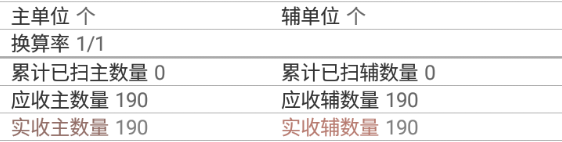 主单位 个 辅单位 个
换算率 1/1
累计已扫主数量 0 累计已扫辅数量 0
应收主数量 190 应收辅数量 190
实收主数量 190 实收辅数量 190